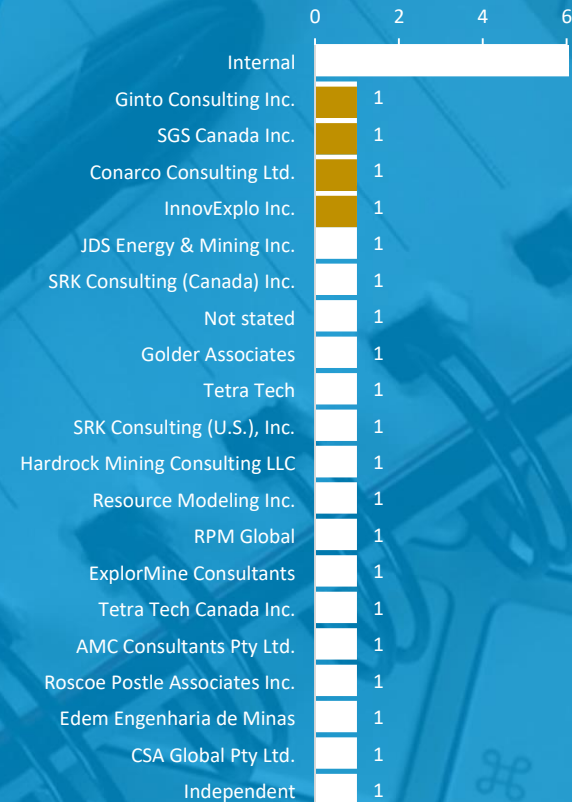 0 2 4 6
Internal
Ginto Consulting Inc. 1
SGS Canada Inc. 1
Conarco Consulting Ltd. 1
InnovExplo Inc. 1
JDS Energy & Mining Inc. 1
SRK Consulting (Canada) Inc. 1
Not stated 1
Golder Associates 1
Tetra Tech 1
SRK Consulting (U.S.), Inc. 1
Hardrock Mining Consulting LLC 1
Resource Modeling Inc. 1
RPM Global 1
ExplorMine Consultants 1
Tetra Tech Canada Inc. 1
AMC Consultants Pty Ltd. 1
Roscoe Postle Associates Inc. 1
Edem Engenharia de Minas 1
CSA Global Pty Ltd. 1
Independent 1